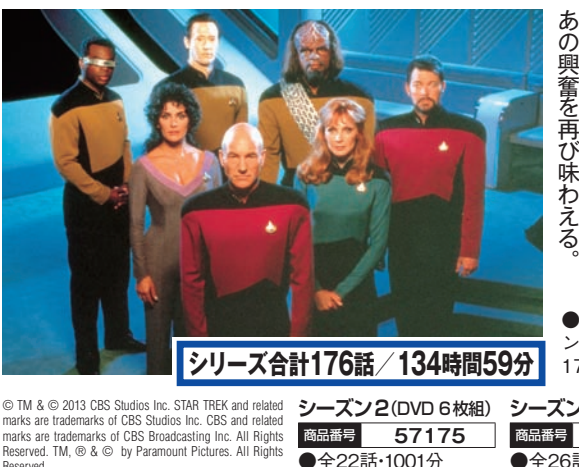 あの興奮を再び味わえる。
シリーズ合計176話／134時間59分
© TM & © 2013 CBS Studios Inc. STAR TREK and related
marks are trademarks of CBS Studios Inc. CBS and related
marks are trademarks of CBS Broadcasting Inc. All Rights
Reserved. TM, ® & © by Paramount Pictures. All Rights
Reserved
シーズン2(DVD 6枚組)
商品番号 57175
●全22話・1001分
シーズン
商品番号
●全26話
●
ン
17